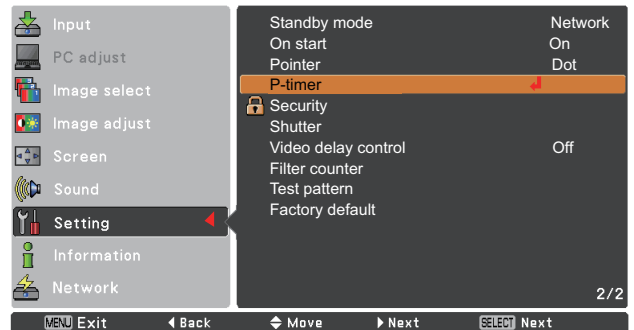 Input
PC adjust
Image select
Image adjust
Screen
Sound
Setting
Information
Network
Standby mode Network
On start On
Pointer Dot
P-timer
Security
Shutter
Video delay control Off
Filter counter
Test pattern
Factory default
2/2
MENU Exit Back Move Next SELECT Next